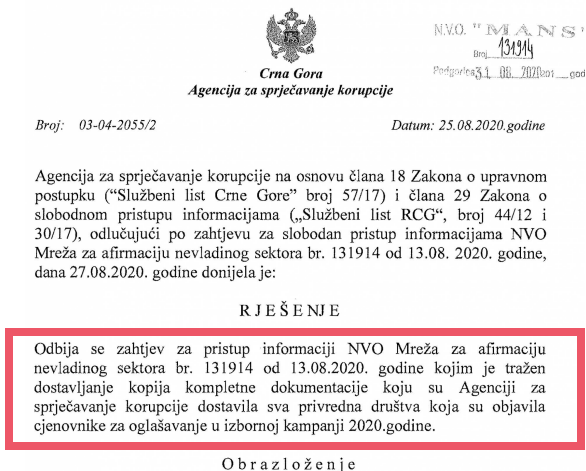 N.V.O. "MANS"
Broj 131914
Podgorica 31. 08. 2020 201 god
Crna Gora
Agencija za sprječavanje korupcije
Broj: 03-04-2055/2
Datum: 25.08.2020.godine
Agencija za sprječavanje korupcije na osnovu člana 18 Zakona o upravnom
postupku (“Službeni list Crne Gore” broj 57/17) i člana 29 Zakona o
slobodnom pristupu informacijama („Službeni list RCG“, broj 44/12 i
30/17), odlučujući po zahtjevu za slobodan pristup informacijama NVO
Mreža za afirmaciju nevladinog sektora br. 131914 od 13.08. 2020. godine,
dana 27.08.2020. godine donijela je:
RJEŠENJE
Odbija se zahtjev za pristup informaciji NVO Mreža za afirmaciju
nevladinog sektora br. 131914 od 13.08.2020. godine kojim je tražen
dostavljanje kopija kompletne dokumentacije koju su Agenciji za
sprječavanje korupcije dostavila sva privredna društva koja su objavila
cjenovnike za oglašavanje u izbornoj kampanji 2020.godine.
Obrazloženje